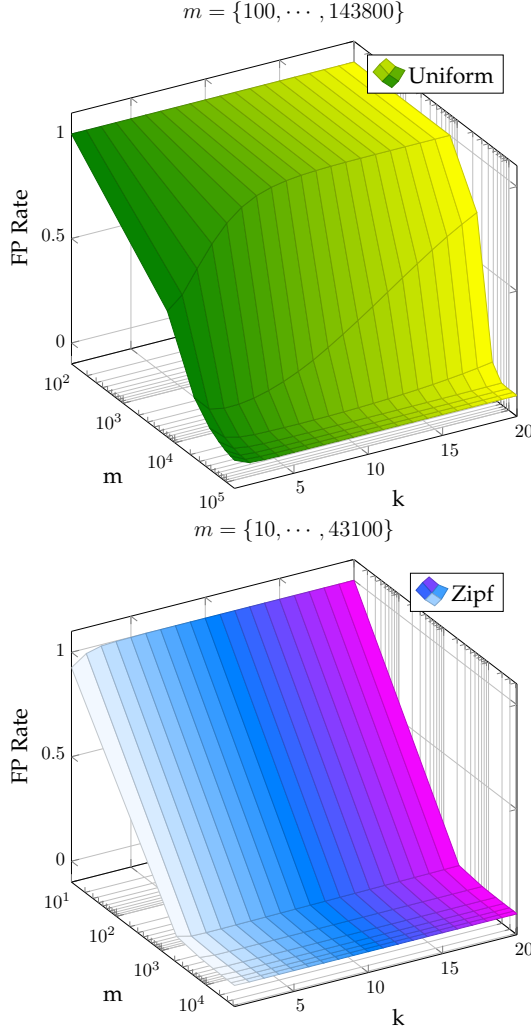 m = {100, ⋯ , 143800}
Uniform
1
0.5
0
FP Rate
10²
10³
10⁴
10⁵
m
5
10
15
20
k
m = {10, ⋯ , 43100}
Zipf
1
0.5
0
FP Rate
10¹
10²
10³
10⁴
m
5
10
15
20
k